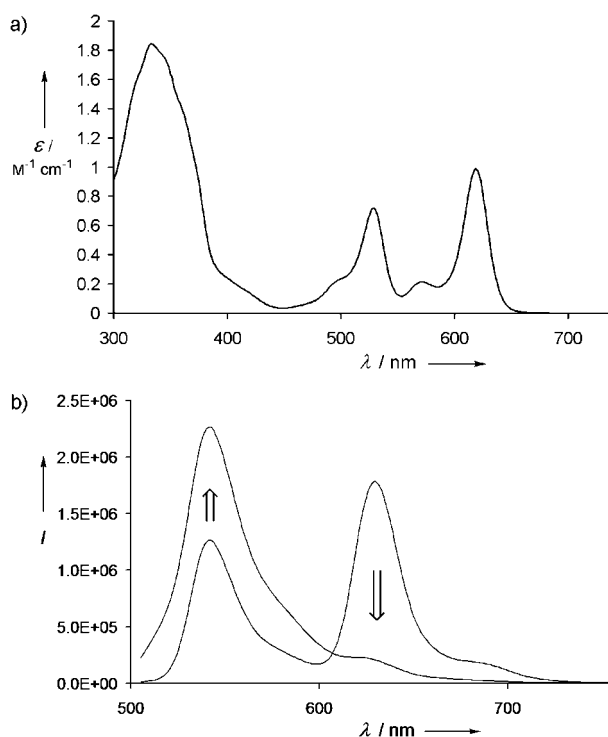 a)
2
1.8
1.6
1.4
1.2
1
0.8
0.6
0.4
0.2
0
ε /
M⁻¹ cm⁻¹
300 400 500 600 700
λ / nm
b)
2.5E+06
2.0E+06
1.5E+06
1.0E+06
5.0E+05
0.0E+00
I
500 600 700
λ / nm